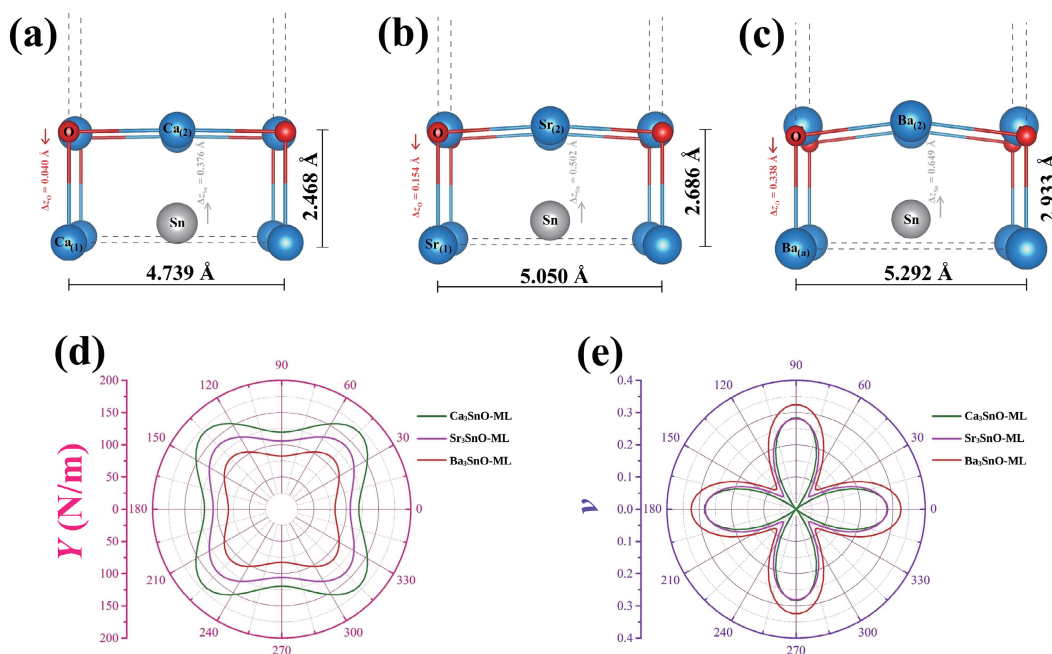 (a)
O
Ca(2)
Δz_O = 0.040 Å
Δz_Sn = 0.376 Å
Sn
Ca(1)
2.468 Å
4.739 Å
(b)
O
Sr(2)
Δz_O = 0.154 Å
Δz_Sn = 0.502 Å
Sn
Sr(1)
2.686 Å
5.050 Å
(c)
O
Ba(2)
Δz_O = 0.338 Å
Δz_Sn = 0.649 Å
Sn
Ba(a)
2.933 Å
5.292 Å
(d)
Y (N/m)
200
150
100
50
0
50
100
150
200
90
60
30
0
330
300
270
240
210
180
150
120
Ca₃SnO-ML
Sr₃SnO-ML
Ba₃SnO-ML
(e)
ν
0.4
0.3
0.2
0.1
0.0
0.1
0.2
0.3
0.4
90
60
30
0
330
300
270
240
210
180
150
120
Ca₃SnO-ML
Sr₃SnO-ML
Ba₃SnO-ML